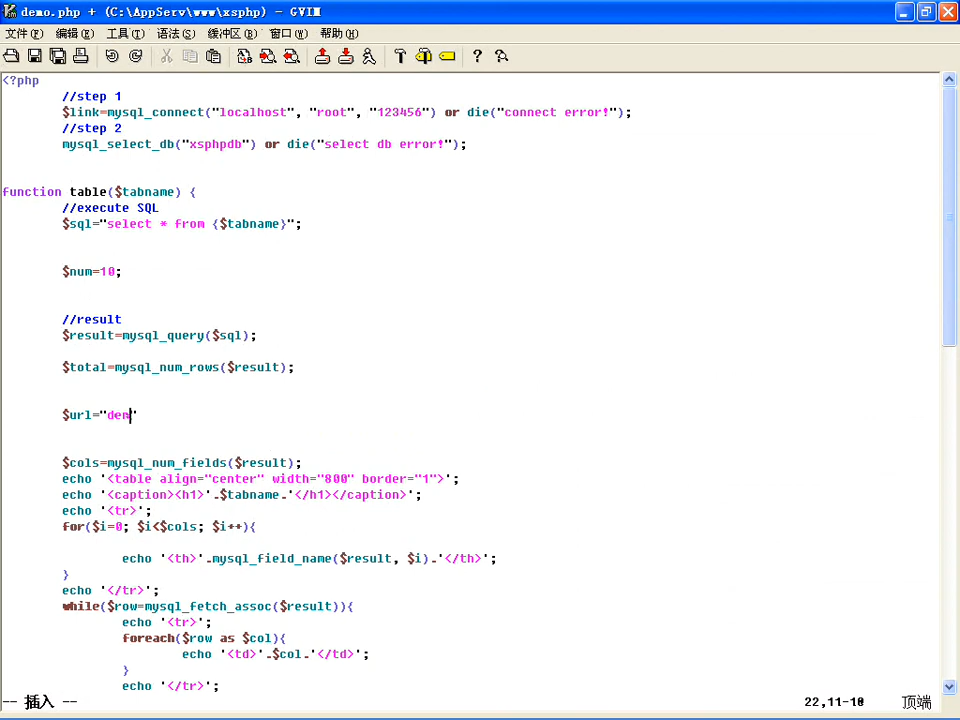 demo.php + (C:\AppServ\www\xsphp) - GVIM
文件(F) 编辑(E) 工具(T) 语法(S) 缓冲区(B) 窗口(W) 帮助(H)
<?php
//step 1
$link=mysql_connect("localhost", "root", "123456") or die("connect error!");
//step 2
mysql_select_db("xsphpdb") or die("select db error!");
function table($tabname) {
//execute SQL
$sql="select * from {$tabname}";
$num=10;
//result
$result=mysql_query($sql);
$total=mysql_num_rows($result);
$url="dem"
$cols=mysql_num_fields($result);
echo '<table align="center" width="800" border="1">';
echo '<caption><h1>'.$tabname.'</h1></caption>';
echo '<tr>';
for($i=0; $i<$cols; $i++){
echo '<th>'.mysql_field_name($result, $i).'</th>';
}
echo '</tr>';
while($row=mysql_fetch_assoc($result)){
echo '<tr>';
foreach($row as $col){
echo '<td>'.$col.'</td>';
}
echo '</tr>';
-- 插入 -- 22,11-18 顶端